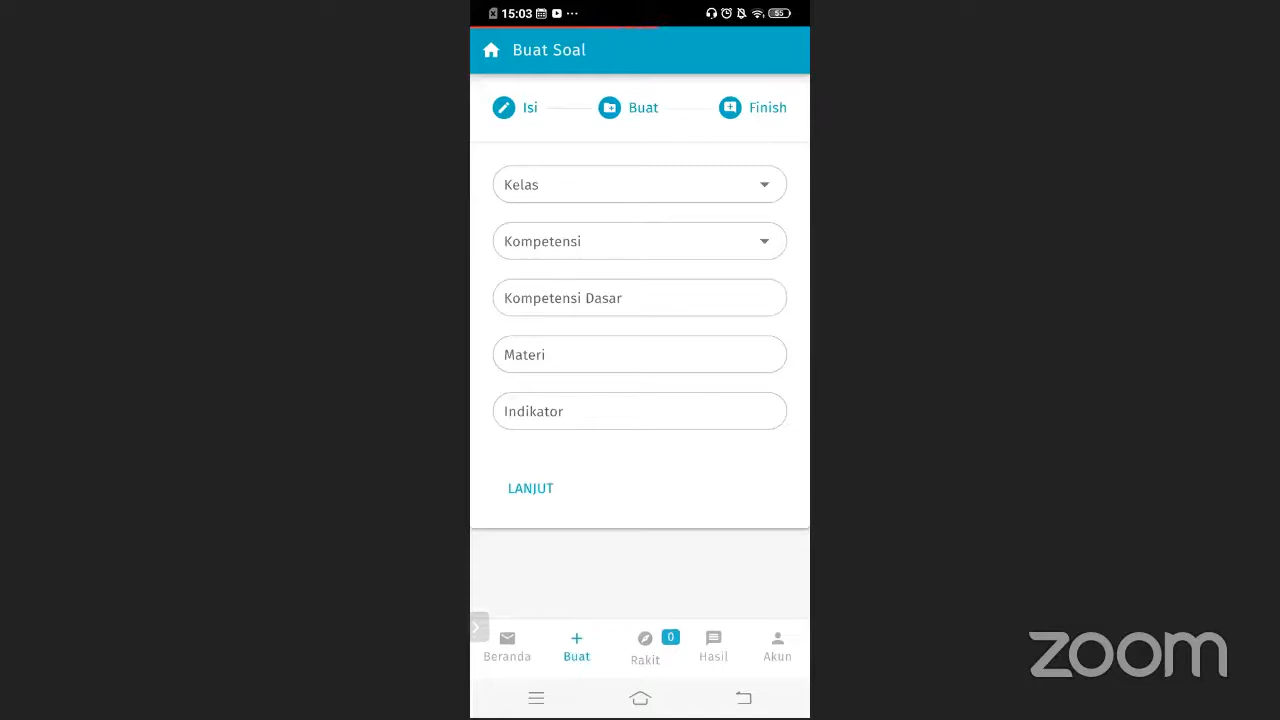 15:03 ... 55
Buat Soal
Isi Buat Finish
Kelas
Kompetensi
Kompetensi Dasar
Materi
Indikator
LANJUT
0
Beranda Buat Rakit Hasil Akun
zoom